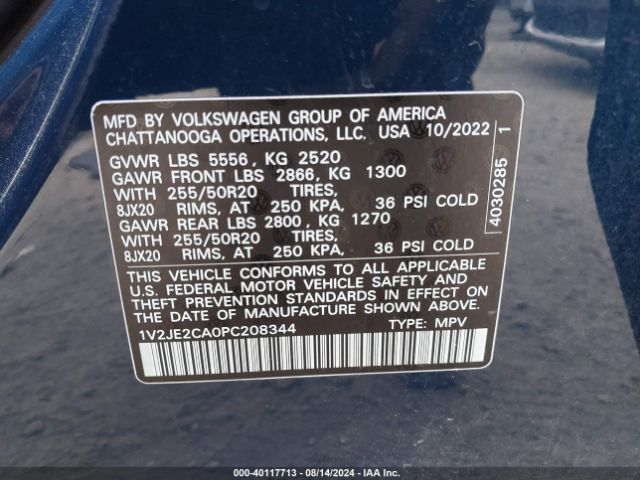 MFD BY VOLKSWAGEN GROUP OF AMERICA
CHATTANOOGA OPERATIONS, LLC. USA 10/2022
GVWR LBS 5556 , KG 2520
GAWR FRONT LBS 2866, KG 1300
WITH 255/50R20 TIRES,
8JX20 RIMS, AT 250 KPA, 36 PSI COLD
GAWR REAR LBS 2800, KG 1270
WITH 255/50R20 TIRES,
8JX20 RIMS, AT 250 KPA, 36 PSI COLD
THIS VEHICLE CONFORMS TO ALL APPLICABLE
U.S. FEDERAL MOTOR VEHICLE SAFETY AND
THEFT PREVENTION STANDARDS IN EFFECT ON
THE DATE OF MANUFACTURE SHOWN ABOVE.
1V2JE2CA0PC208344 TYPE: MPV
4030285 1
000-40117713 - 08/14/2024 - IAA Inc.